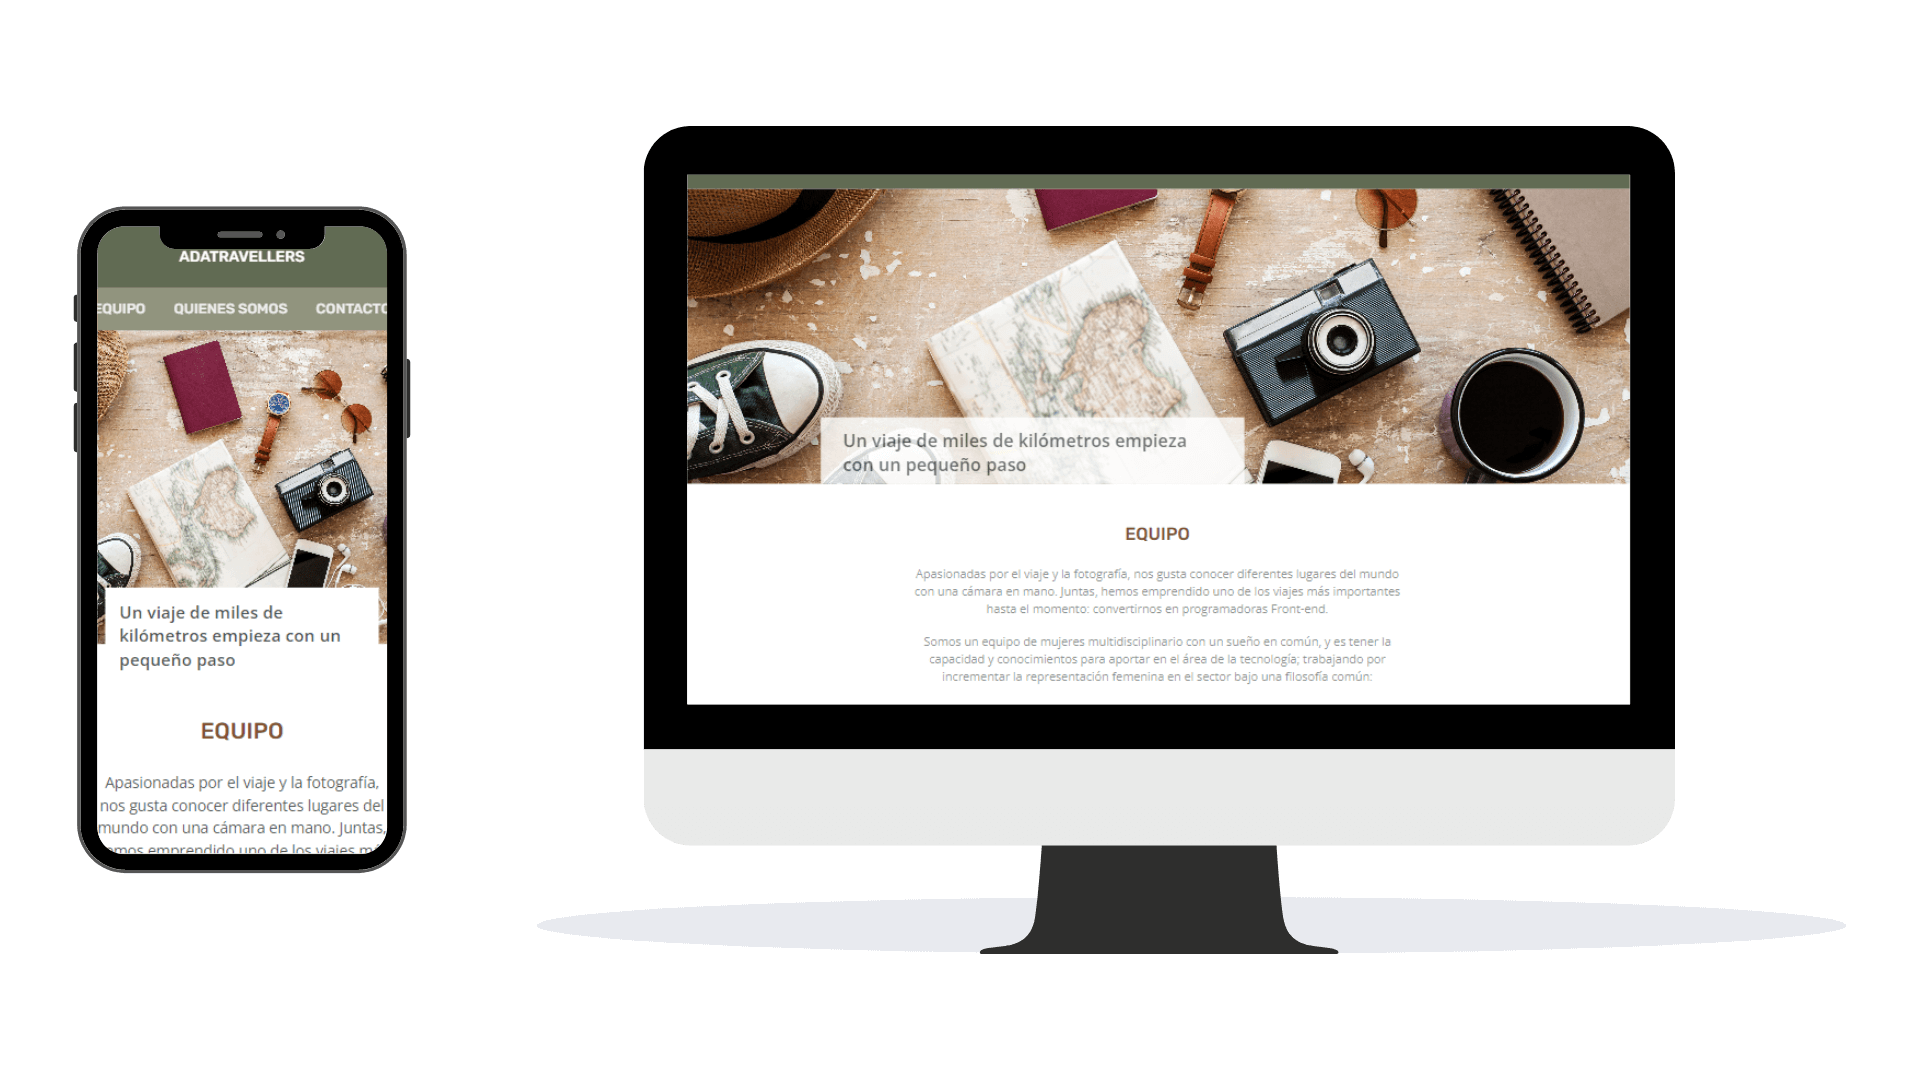 ADATRAVELLERS
EQUIPO QUIENES SOMOS CONTACTO
Un viaje de miles de
kilómetros empieza con un
pequeño paso
EQUIPO
Apasionadas por el viaje y la fotografía,
nos gusta conocer diferentes lugares del
mundo con una cámara en mano. Juntas,
emprendido uno de los viajes
Un viaje de miles de kilómetros empieza
con un pequeño paso
EQUIPO
Apasionadas por el viaje y la fotografía, nos gusta conocer diferentes lugares del mundo
con una cámara en mano. Juntas, hemos emprendido uno de los viajes más importantes
hasta el momento: convertirnos en programadoras Front-end.
Somos un equipo de mujeres multidisciplinario con un sueño en común, y es tener la
capacidad y conocimientos para aportar en el área de la tecnología; trabajando por
incrementar la representación femenina en el sector bajo una filosofía común: